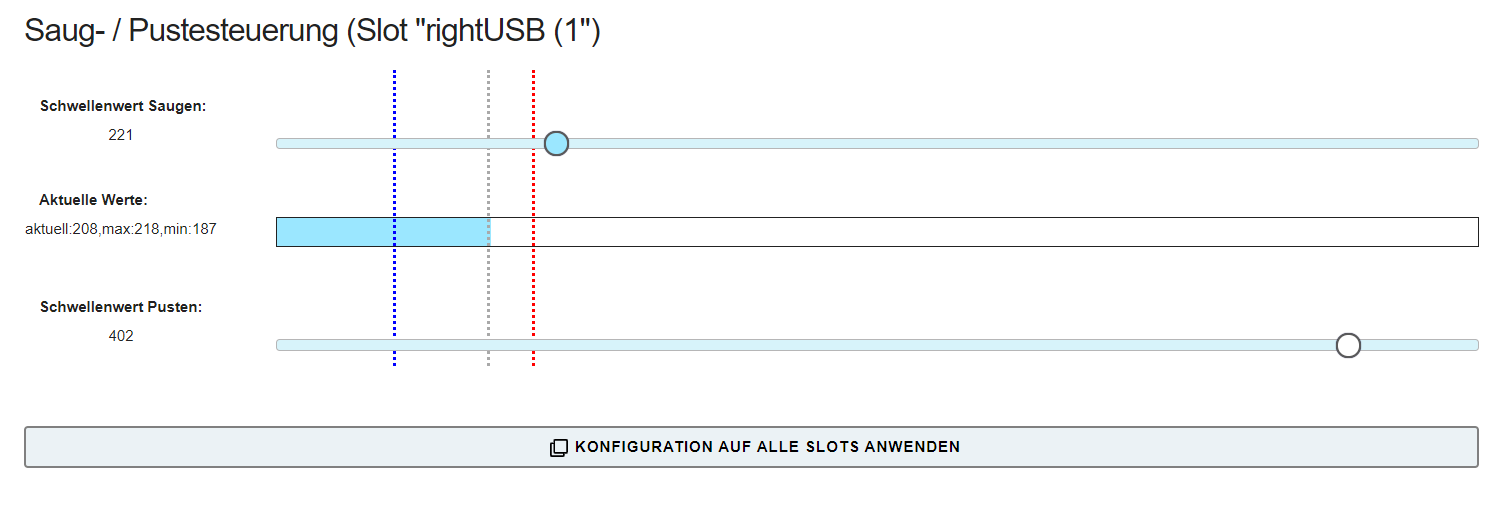 Saug- / Pustesteuerung (Slot "rightUSB (1")
Schwellenwert Saugen:
221
Aktuelle Werte:
aktuell:208,max:218,min:187
Schwellenwert Pusten:
402
KONFIGURATION AUF ALLE SLOTS ANWENDEN